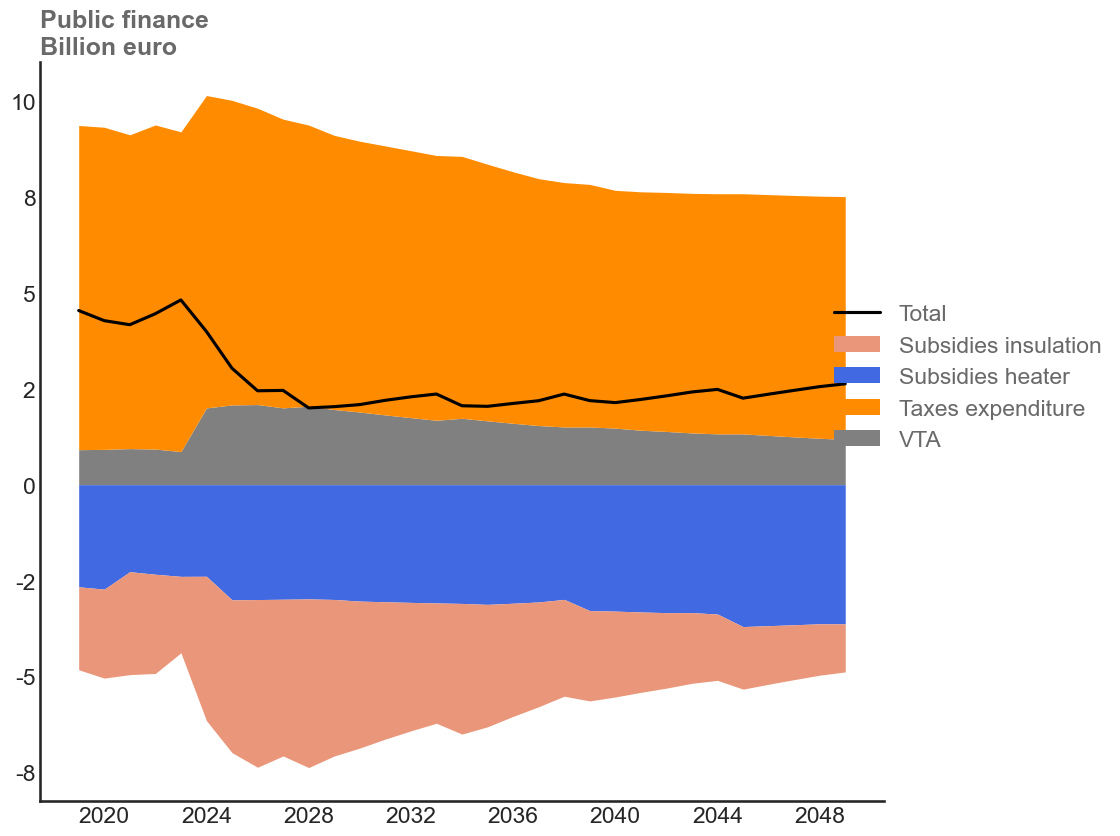 Public finance
Billion euro
10
8
5
2
0
-2
-5
-8
2020 2024 2028 2032 2036 2040 2044 2048
Total
Subsidies insulation
Subsidies heater
Taxes expenditure
VTA